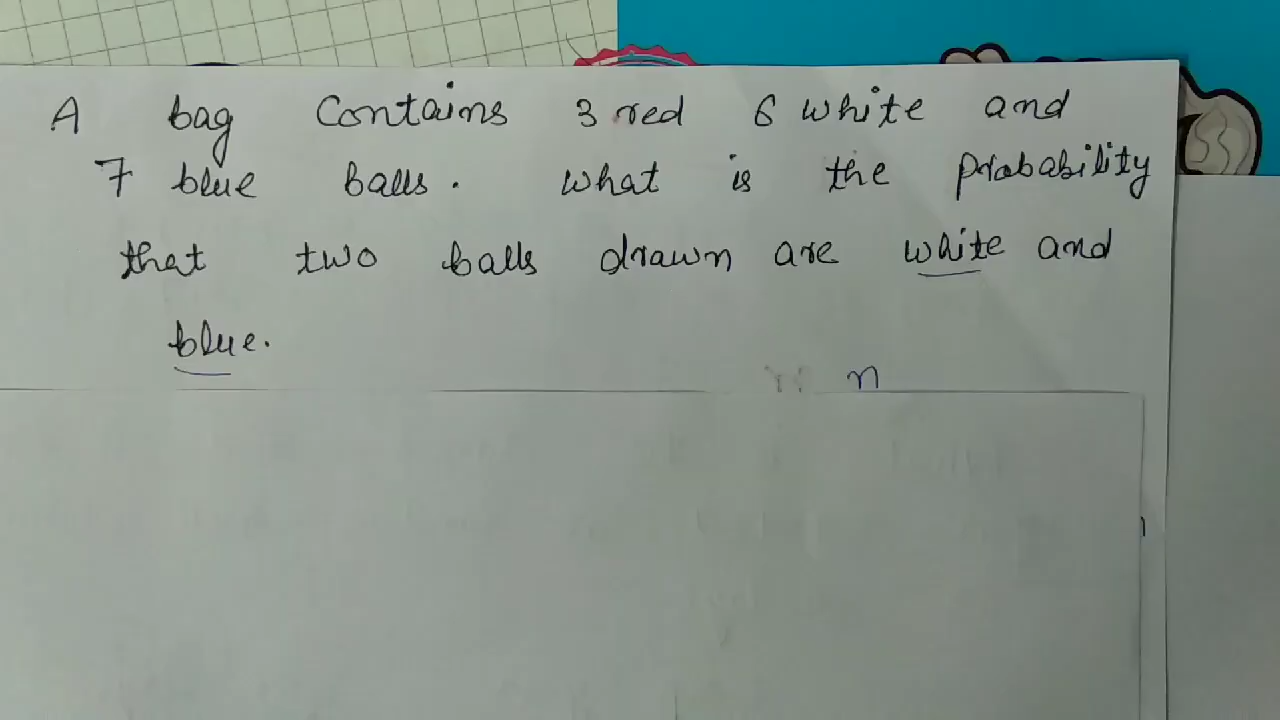 A bag Contains 3 red 6 white and
7 blue balls. What is the probability
that two balls drawn are white and
blue.
n